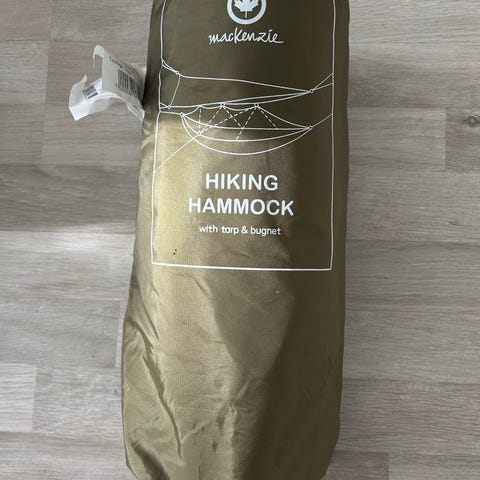 mackenzie
HIKING
HAMMOCK
with tarp & bugnet